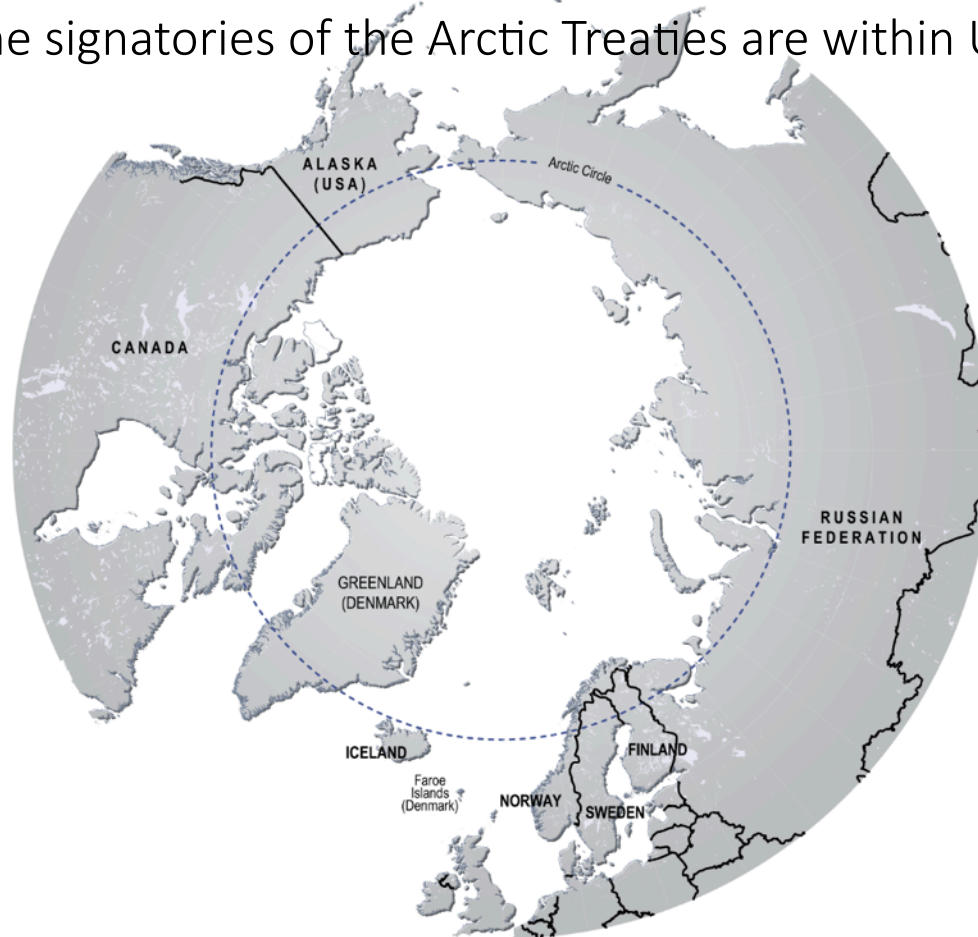 signatories of the Arctic Treaties are within
ALASKA
(USA)
Arctic Circle
CANADA
RUSSIAN
FEDERATION
GREENLAND
(DENMARK)
ICELAND
FINLAND
Faroe
Islands
(Denmark)
NORWAY
SWEDEN